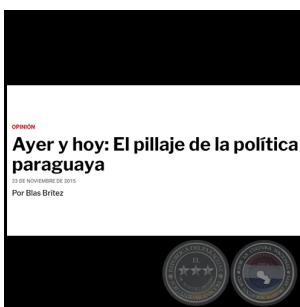 OPINIÓN
Ayer y hoy: El pillaje de la política
paraguaya
23 DE NOVIEMBRE DE 2015
Por Blas Brítez